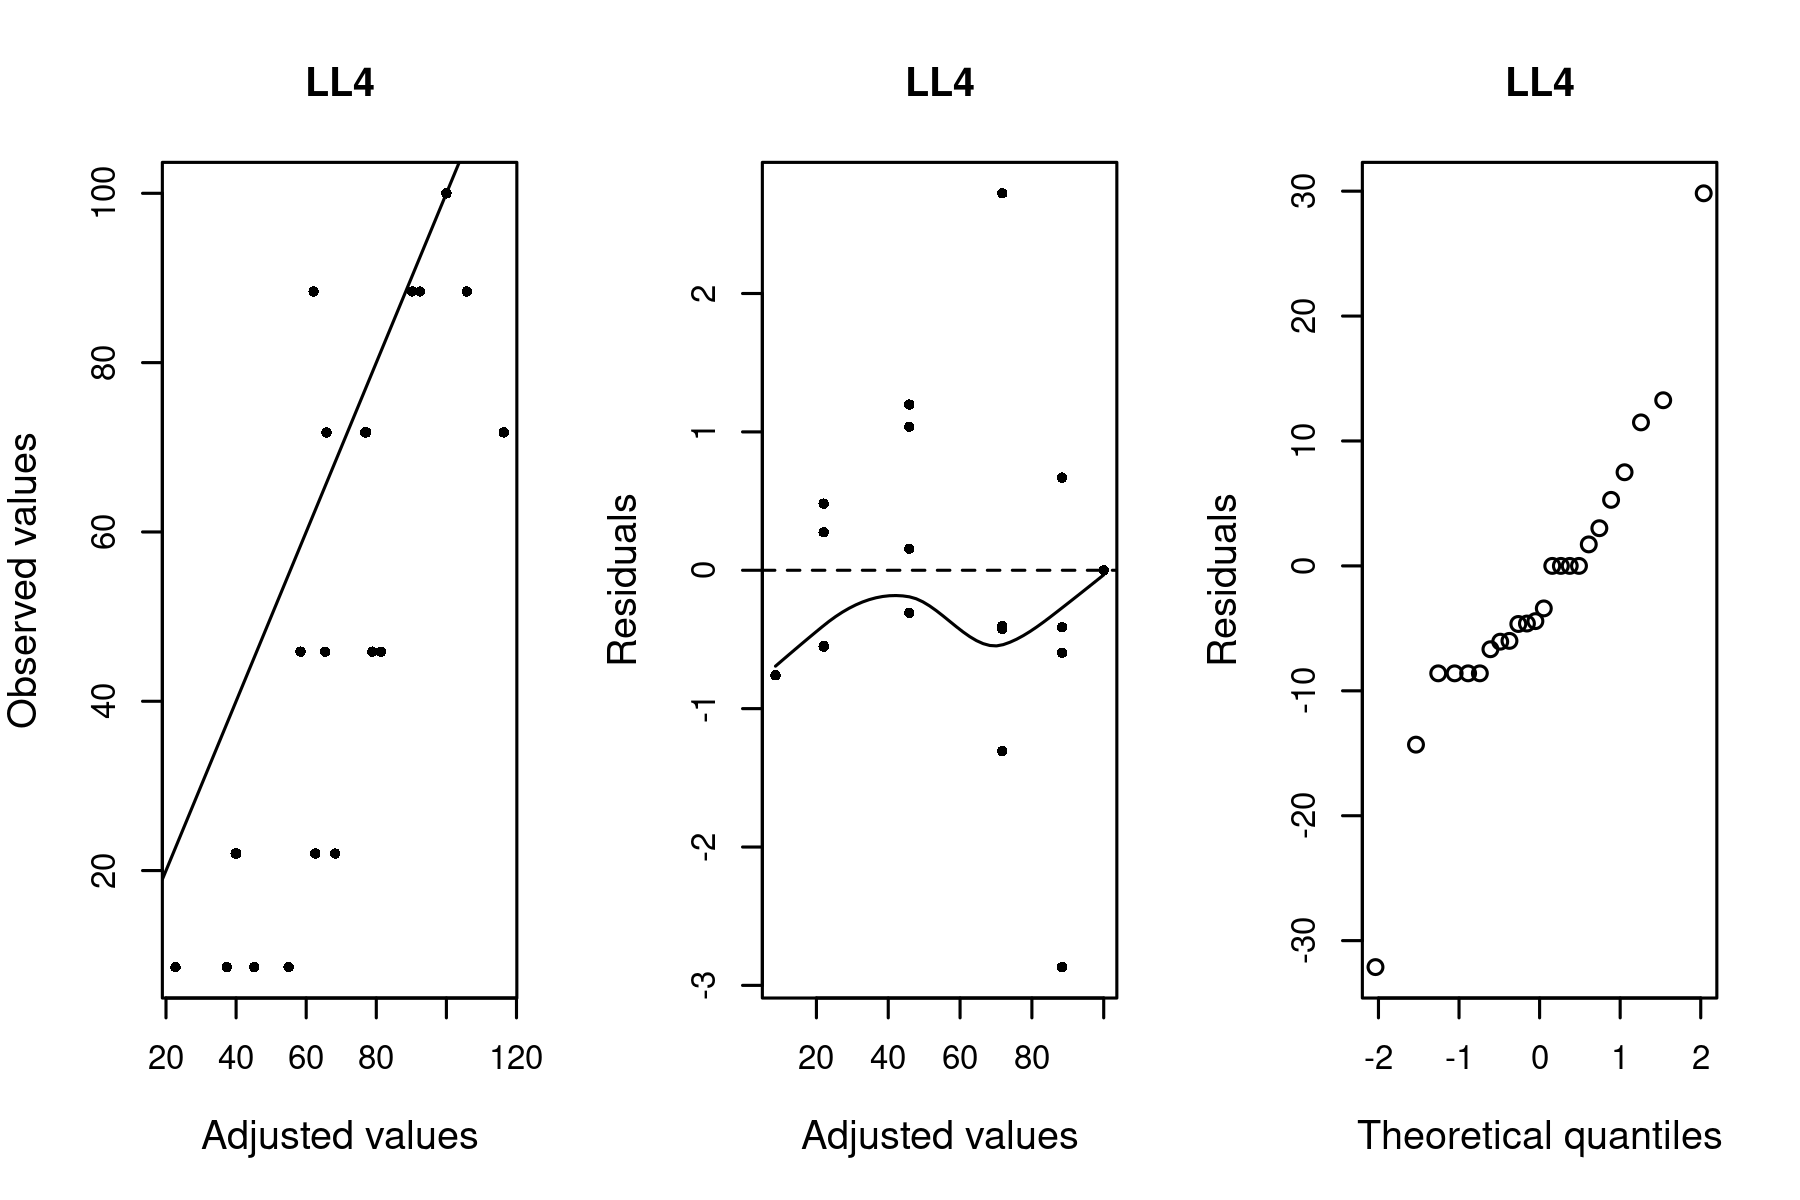 LL4
Observed values
100
80
60
40
20
20 40 60 80 120
Adjusted values
LL4
Residuals
2
1
0
-1
-2
-3
20 40 60 80
Adjusted values
LL4
Residuals
30
20
10
0
-10
-20
-30
-2 -1 0 1 2
Theoretical quantiles